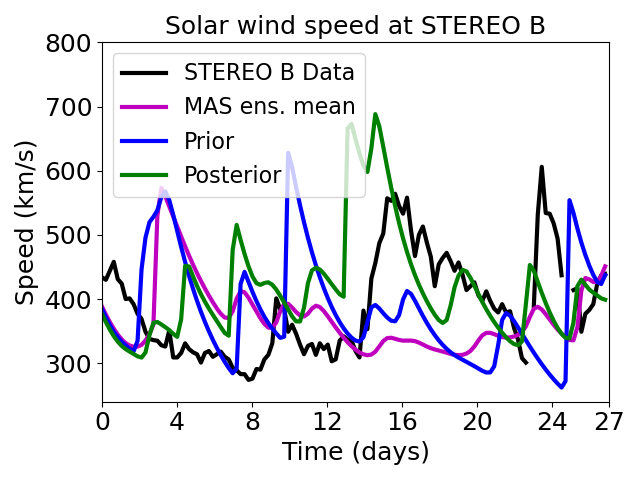 Solar wind speed at STEREO B
800
700
600
500
400
300
Speed (km/s)
STEREO B Data
MAS ens. mean
Prior
Posterior
0 4 8 12 16 20 24 27
Time (days)